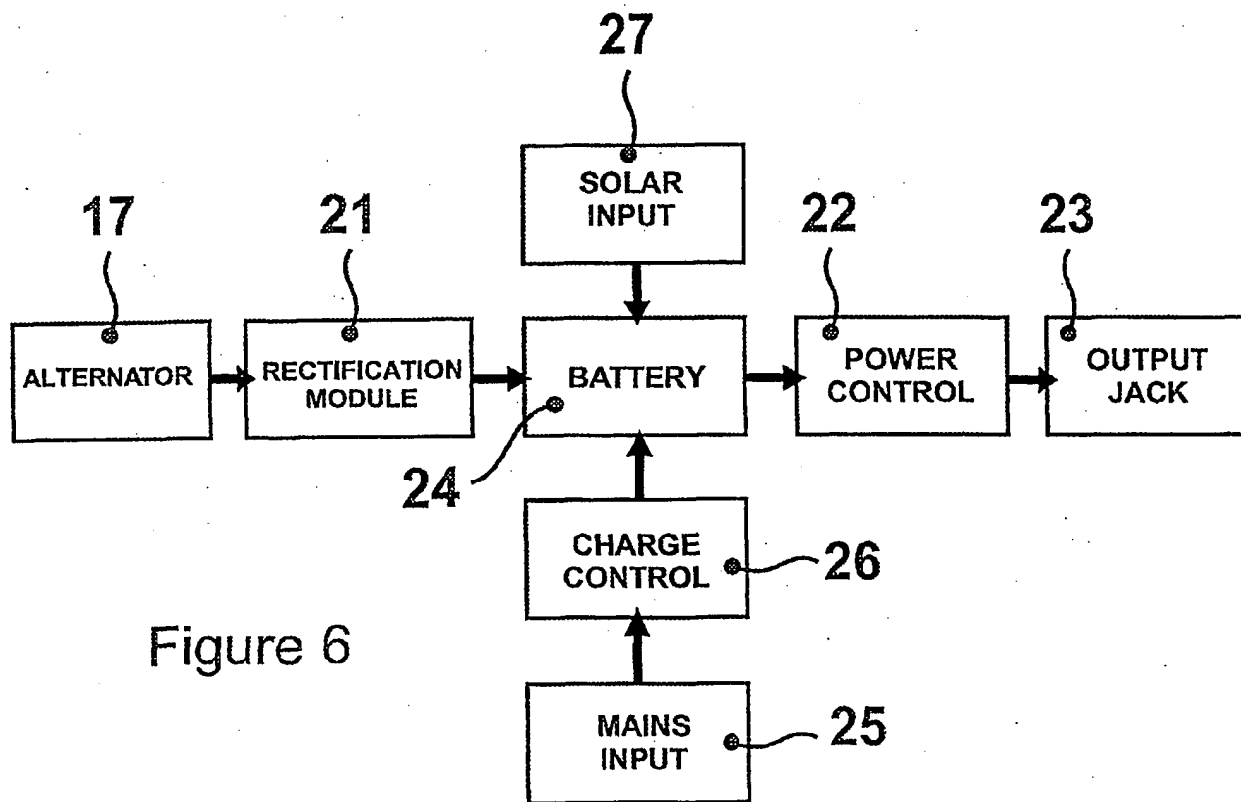 27
SOLAR
INPUT
17
21
22
23
ALTERNATOR
RECTIFICATION
MODULE
BATTERY
POWER
CONTROL
OUTPUT
JACK
24
CHARGE
CONTROL
26
Figure 6
MAINS
INPUT
25